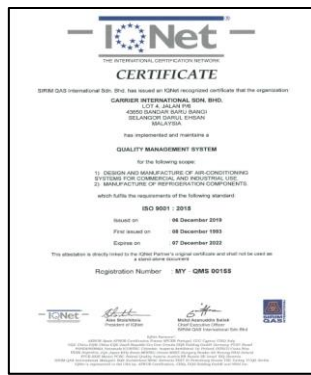 IQNet
THE INTERNATIONAL CERTIFICATION NETWORK
CERTIFICATE
SIRIM QAS International Sdn. Bhd. has issued an IQNet recognized certificate that the organization:
CARRIER INTERNATIONAL SDN. BHD.
LOT 4, JALAN P/6
43650 BANDAR BARU BANGI
SELANGOR DARUL EHSAN
MALAYSIA
has implemented and maintains a
QUALITY MANAGEMENT SYSTEM
for the following scope:
1) DESIGN AND MANUFACTURE OF AIR-CONDITIONING
SYSTEMS FOR COMMERCIAL AND INDUSTRIAL USE
2) MANUFACTURE OF REFRIGERATION COMPONENTS
which fulfils the requirements of the following standard
ISO 9001 : 2015
Issued on : 06 December 2019
First issued on : 08 December 1993
Expires on : 07 December 2022
This attestation is directly linked to the IQNet Partner's original certificate and shall not be used as
a stand-alone document
Registration Number : MY - QMS 00155
IQNet
President of IQNet
Chief Executive Officer
SIRIM QAS International Sdn Bhd